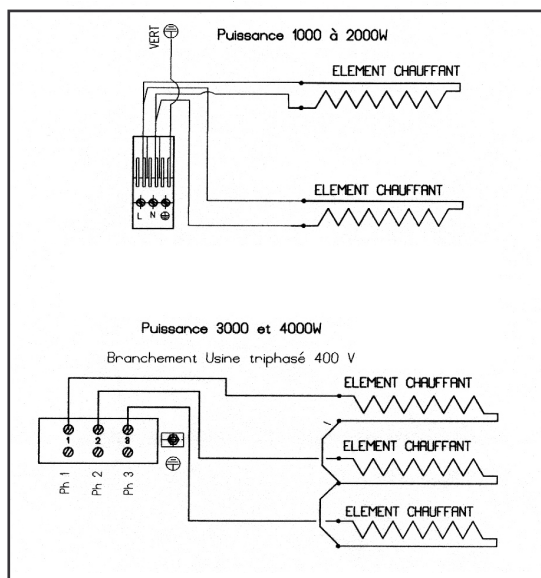 Puissance 1000 à 2000W
VERT
ELEMENT CHAUFFANT
ELEMENT CHAUFFANT
L N
Puissance 3000 et 4000W
Branchement Usine triphasé 400 V
ELEMENT CHAUFFANT
1 2 3
ELEMENT CHAUFFANT
Ph 1 Ph 2 Ph 3
ELEMENT CHAUFFANT